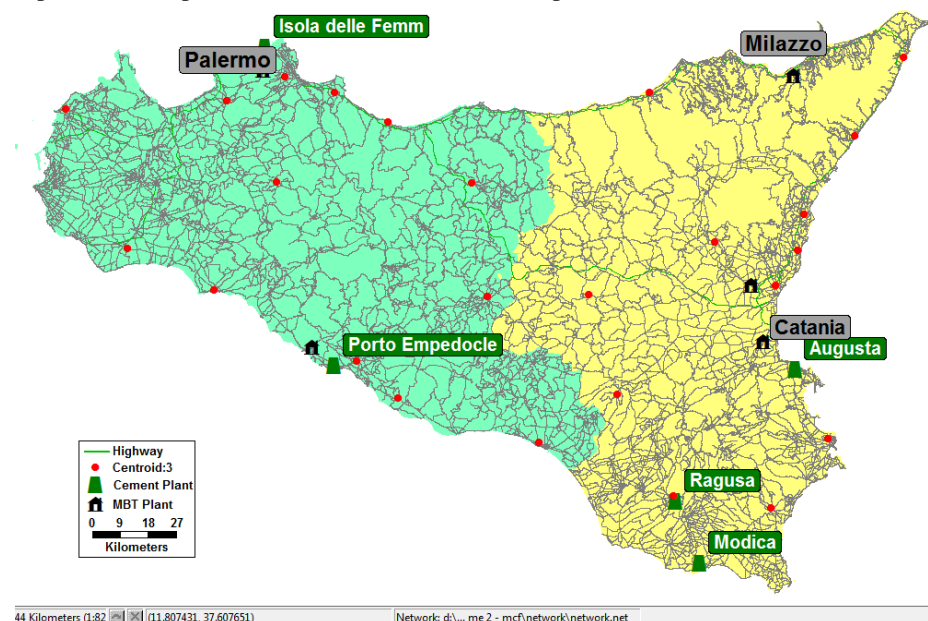 Isola delle Femm
Palermo
Milazzo
Porto Empedocle
Catania
Augusta
Ragusa
Modica
Highway
Centroid:3
Cement Plant
MBT Plant
0 9 18 27
Kilometers
44 Kilometers (1:82
(11.807431, 37.607651)
Network: d:\... me 2 - mcf\network\network.net